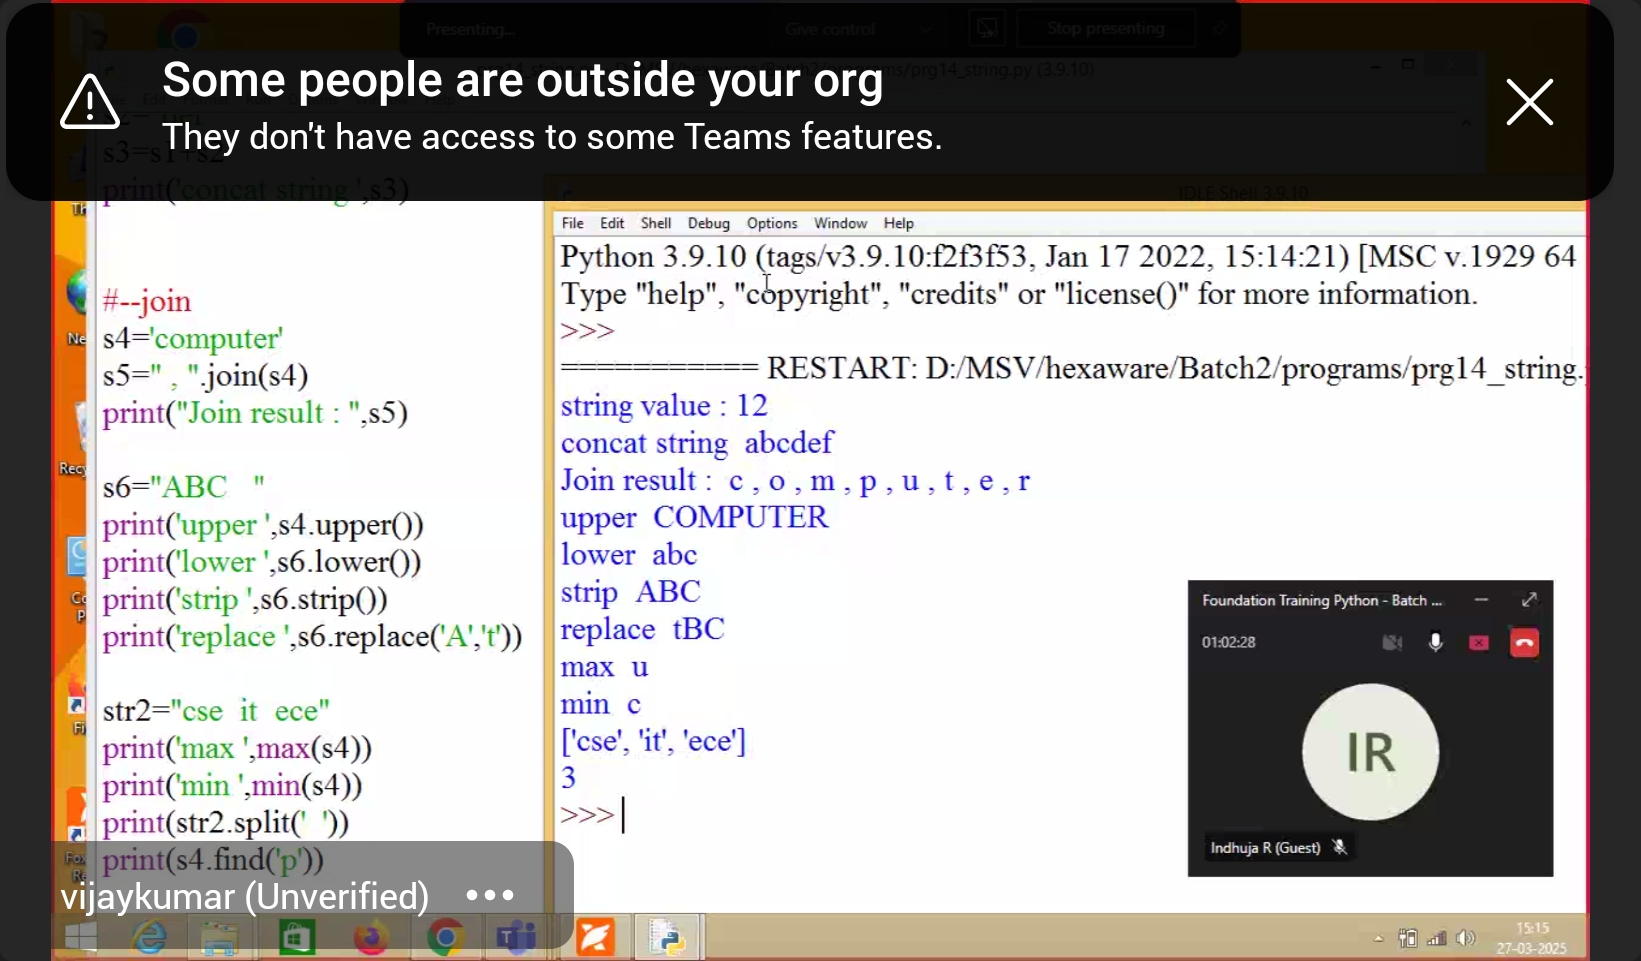 Presenting...
Give control
Stop presenting
Some people are outside your org
They don't have access to some Teams features.
/programs/prg14_string.py (3.9.10)
s3=s1+s2
print('concat string ',s3)
#--join
s4='computer'
s5=" , ".join(s4)
print("Join result : ",s5)
s6="ABC   "
print('upper ',s4.upper())
print('lower ',s6.lower())
print('strip ',s6.strip())
print('replace ',s6.replace('A','t'))
str2="cse  it  ece"
print('max ',max(s4))
print('min ',min(s4))
print(str2.split('  '))
print(s4.find('p'))
IDLE Shell 3.9.10
File Edit Shell Debug Options Window Help
Python 3.9.10 (tags/v3.9.10:f2f3f53, Jan 17 2022, 15:14:21) [MSC v.1929 64
Type "help", "copyright", "credits" or "license()" for more information.
>>>
=========== RESTART: D:/MSV/hexaware/Batch2/programs/prg14_string.
string value : 12
concat string  abcdef
Join result :  c , o , m , p , u , t , e , r
upper  COMPUTER
lower  abc
strip  ABC
replace  tBC
max  u
min  c
['cse', 'it', 'ece']
3
>>>
Foundation Training Python - Batch ...
01:02:28
IR
Indhuja R (Guest)
vijaykumar (Unverified)
15:15
27-03-2025